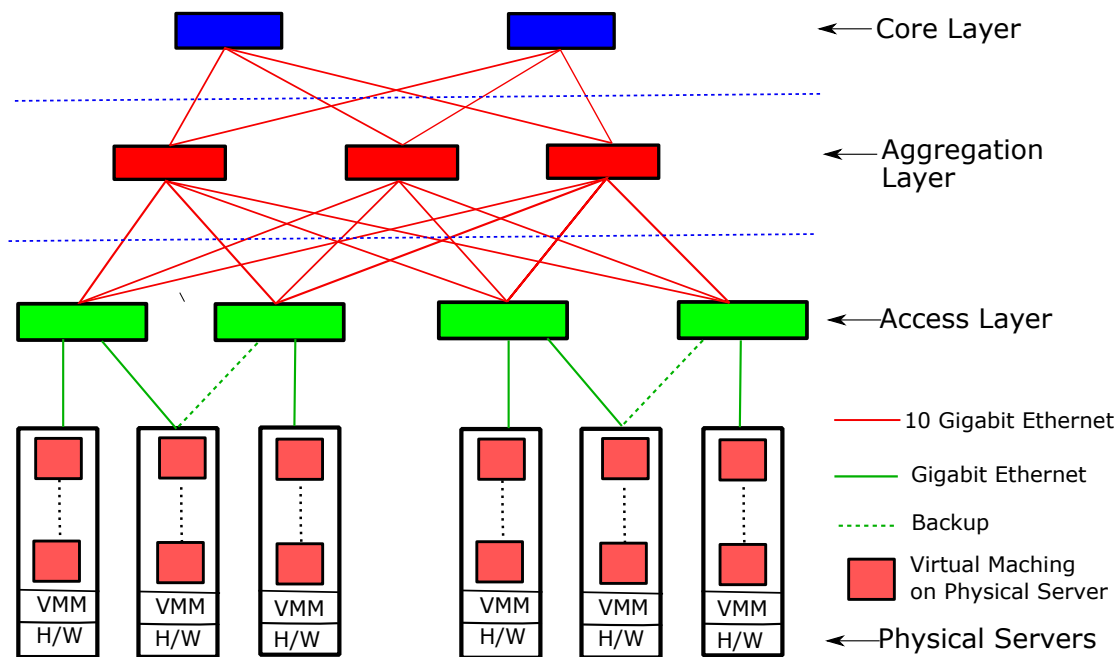 Core Layer
Aggregation
Layer
Access Layer
10 Gigabit Ethernet
Gigabit Ethernet
Backup
Virtual Maching
on Physical Server
VMM VMM VMM VMM VMM VMM
H/W H/W H/W H/W H/W H/W
Physical Servers